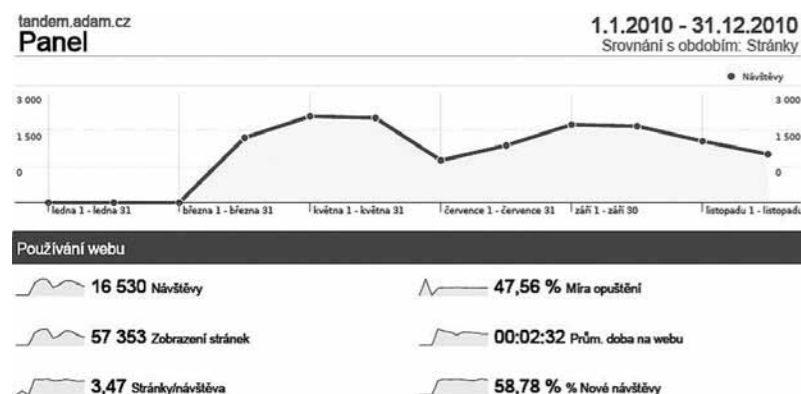 tandem.adam.cz
Panel
1.1.2010 - 31.12.2010
Srovnání s obdobím: Stránky
Návštěvy
3 000 3 000
1 500 1 500
0 0
ledna 1 - ledna 31 března 1 - března 31 května 1 - května 31 července 1 - července 31 září 1 - září 30 listopadu 1 - listopadu
Používání webu
16 530 Návštěvy 47,56 % Míra opuštění
57 353 Zobrazení stránek 00:02:32 Prům. doba na webu
3,47 Stránky/návštěva 58,78 % % Nové návštěvy